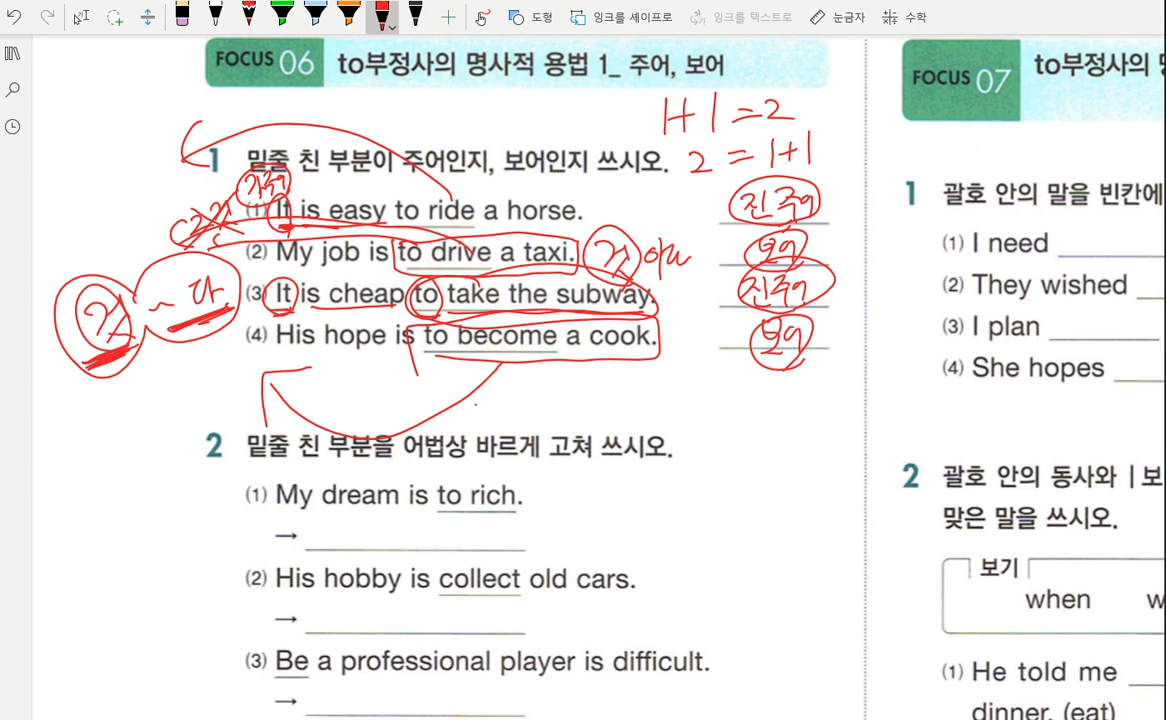 도형 잉크를 셰이프로 잉크를 텍스트로 눈금자 수학
FOCUS 06 to부정사의 명사적 용법 1_ 주어, 보어
1+1=2
2=1+1
1 밑줄 친 부분이 주어인지, 보어인지 쓰시오.
가주어
(1) It is easy to ride a horse. 진주어
(2) My job is to drive a taxi. 것 보어
것 ~다.
(3) It is cheap to take the subway. 진주어
(4) His hope is to become a cook. 보어
2 밑줄 친 부분을 어법상 바르게 고쳐 쓰시오.
(1) My dream is to rich.
→
(2) His hobby is collect old cars.
→
(3) Be a professional player is difficult.
→
FOCUS 07 to부정사의
1 괄호 안의 말을 빈칸에
(1) I need
(2) They wished
(3) I plan
(4) She hopes
2 괄호 안의 동사와 | 보
맞은 말을 쓰시오.
보기
when w
(1) He told me
dinner. (eat)